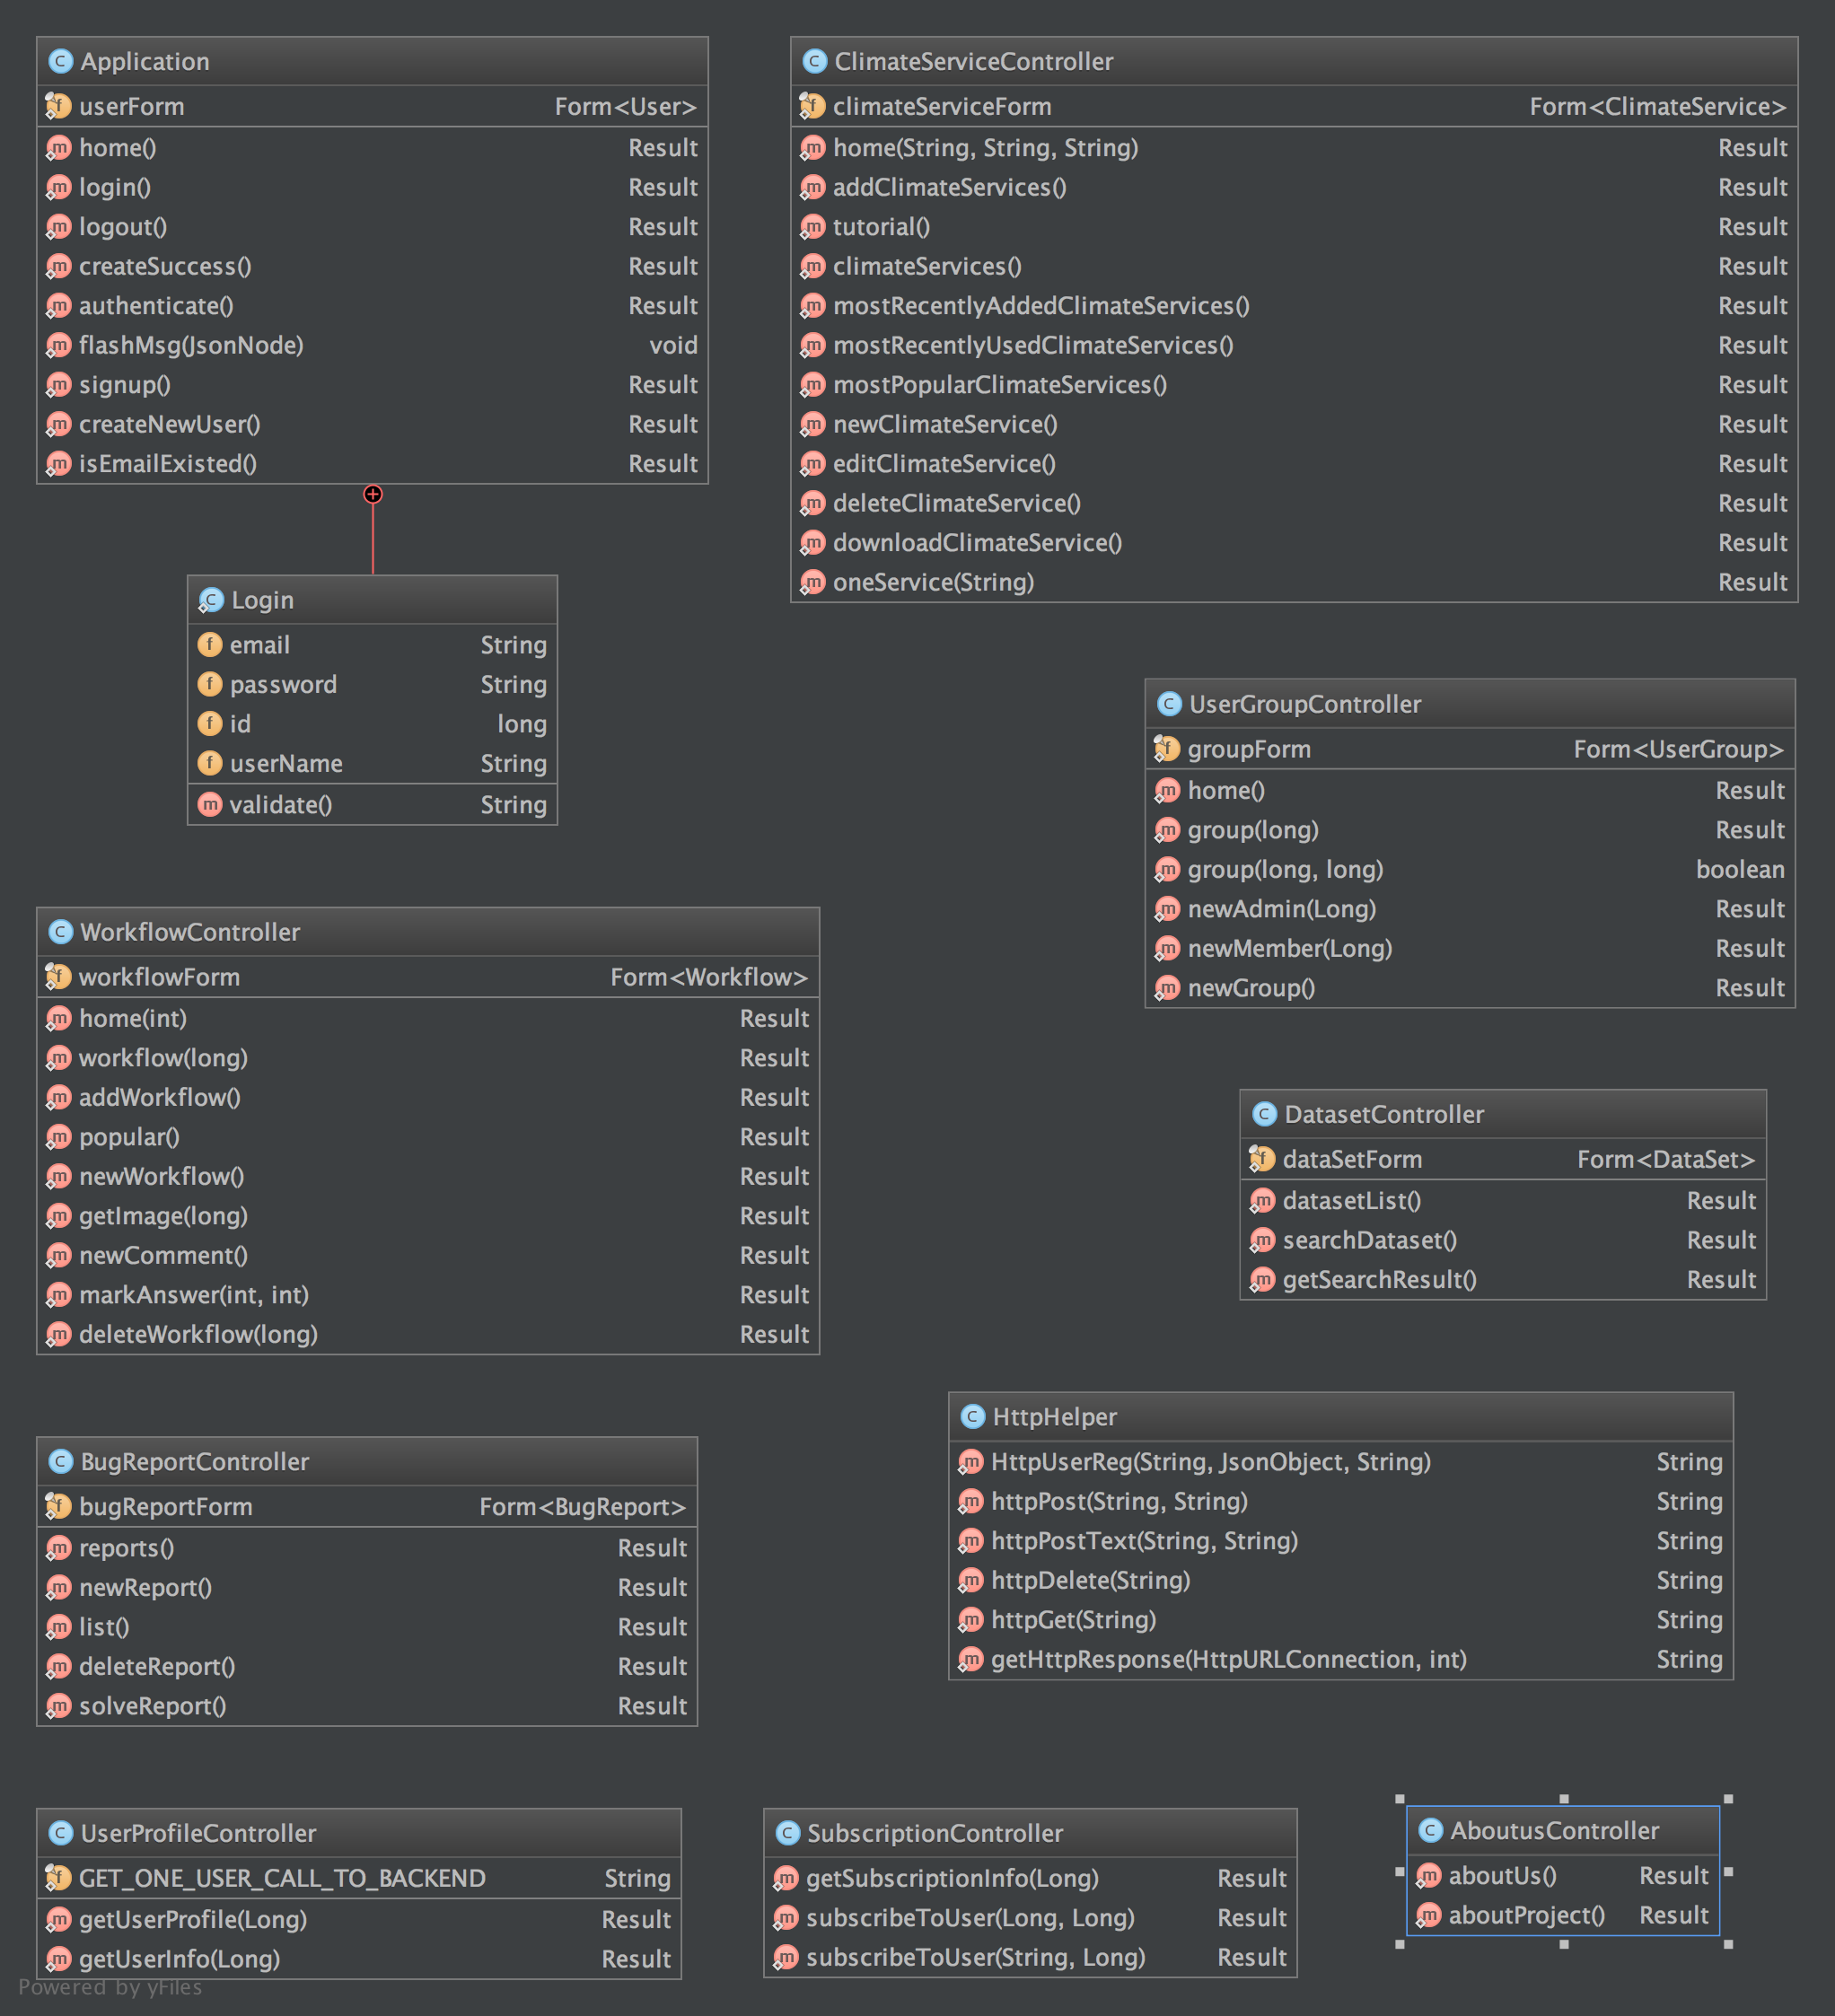 Application
userForm Form<User>
home() Result
login() Result
logout() Result
createSuccess() Result
authenticate() Result
flashMsg(JsonNode) void
signup() Result
createNewUser() Result
isEmailExisted() Result
Login
email String
password String
id long
userName String
validate() String
ClimateServiceController
climateServiceForm Form<ClimateService>
home(String, String, String) Result
addClimateServices() Result
tutorial() Result
climateServices() Result
mostRecentlyAddedClimateServices() Result
mostRecentlyUsedClimateServices() Result
mostPopularClimateServices() Result
newClimateService() Result
editClimateService() Result
deleteClimateService() Result
downloadClimateService() Result
oneService(String) Result
UserGroupController
groupForm Form<UserGroup>
home() Result
group(long) Result
group(long, long) boolean
newAdmin(Long) Result
newMember(Long) Result
newGroup() Result
WorkflowController
workflowForm Form<Workflow>
home(int) Result
workflow(long) Result
addWorkflow() Result
popular() Result
newWorkflow() Result
getImage(long) Result
newComment() Result
markAnswer(int, int) Result
deleteWorkflow(long) Result
DatasetController
dataSetForm Form<DataSet>
datasetList() Result
searchDataset() Result
getSearchResult() Result
BugReportController
bugReportForm Form<BugReport>
reports() Result
newReport() Result
list() Result
deleteReport() Result
solveReport() Result
HttpHelper
HttpUserReg(String, JsonObject, String) String
httpPost(String, String) String
httpPostText(String, String) String
httpDelete(String) String
httpGet(String) String
getHttpResponse(HttpURLConnection, int) String
UserProfileController
GET_ONE_USER_CALL_TO_BACKEND String
getUserProfile(Long) Result
getUserInfo(Long) Result
SubscriptionController
getSubscriptionInfo(Long) Result
subscribeToUser(Long, Long) Result
subscribeToUser(String, Long) Result
AboutusController
aboutUs() Result
aboutProject() Result
Powered by yFiles